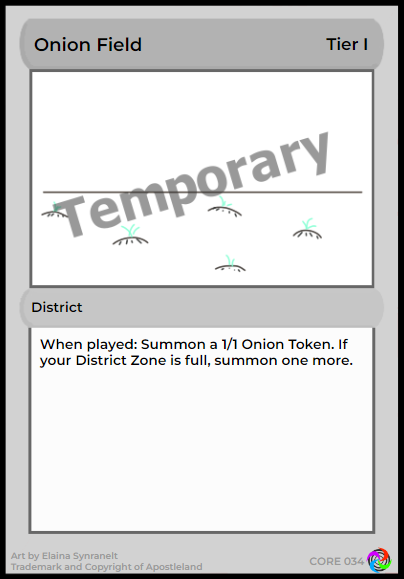 Onion Field Tier I
Temporary
District
When played: Summon a 1/1 Onion Token. If
your District Zone is full, summon one more.
Art by Elaina Synranelt
Trademark and Copyright of Apostleland
CORE 034